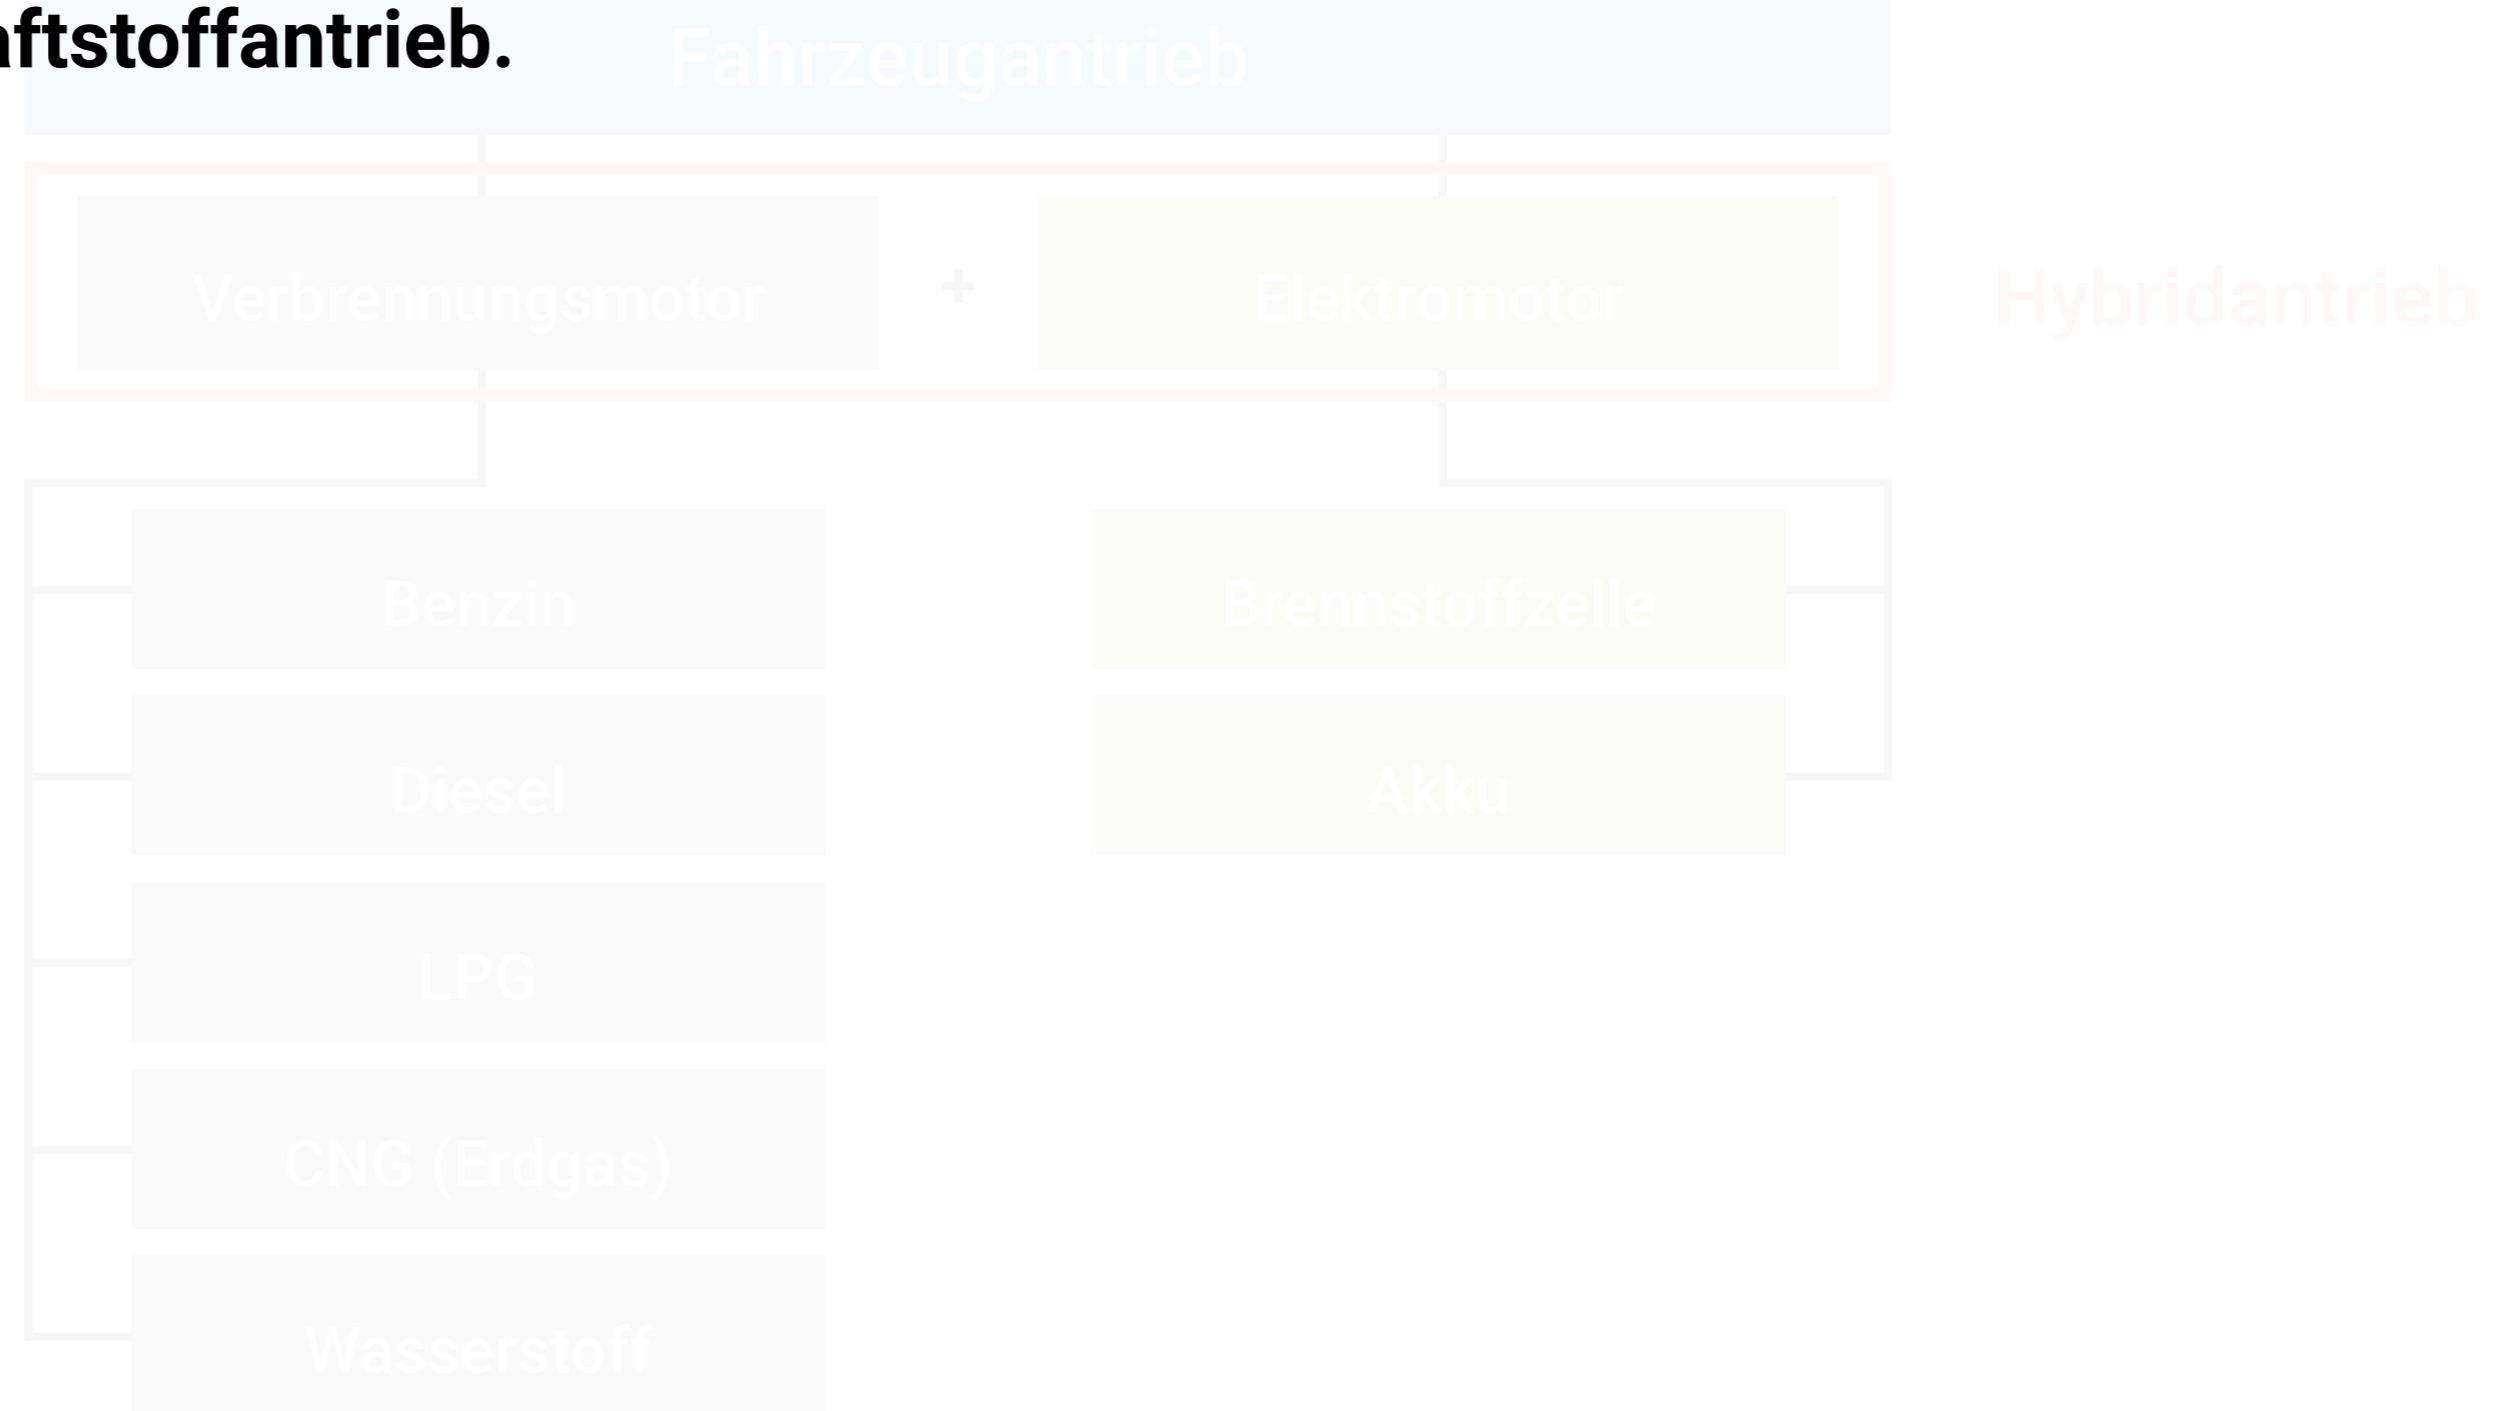 aftstoffantrieb.
Fahrzeugantrieb
Verbrennungsmotor + Elektromotor
Hybridantrieb
Benzin
Brennstoffzelle
Diesel
Akku
LPG
CNG (Erdgas)
Wasserstoff